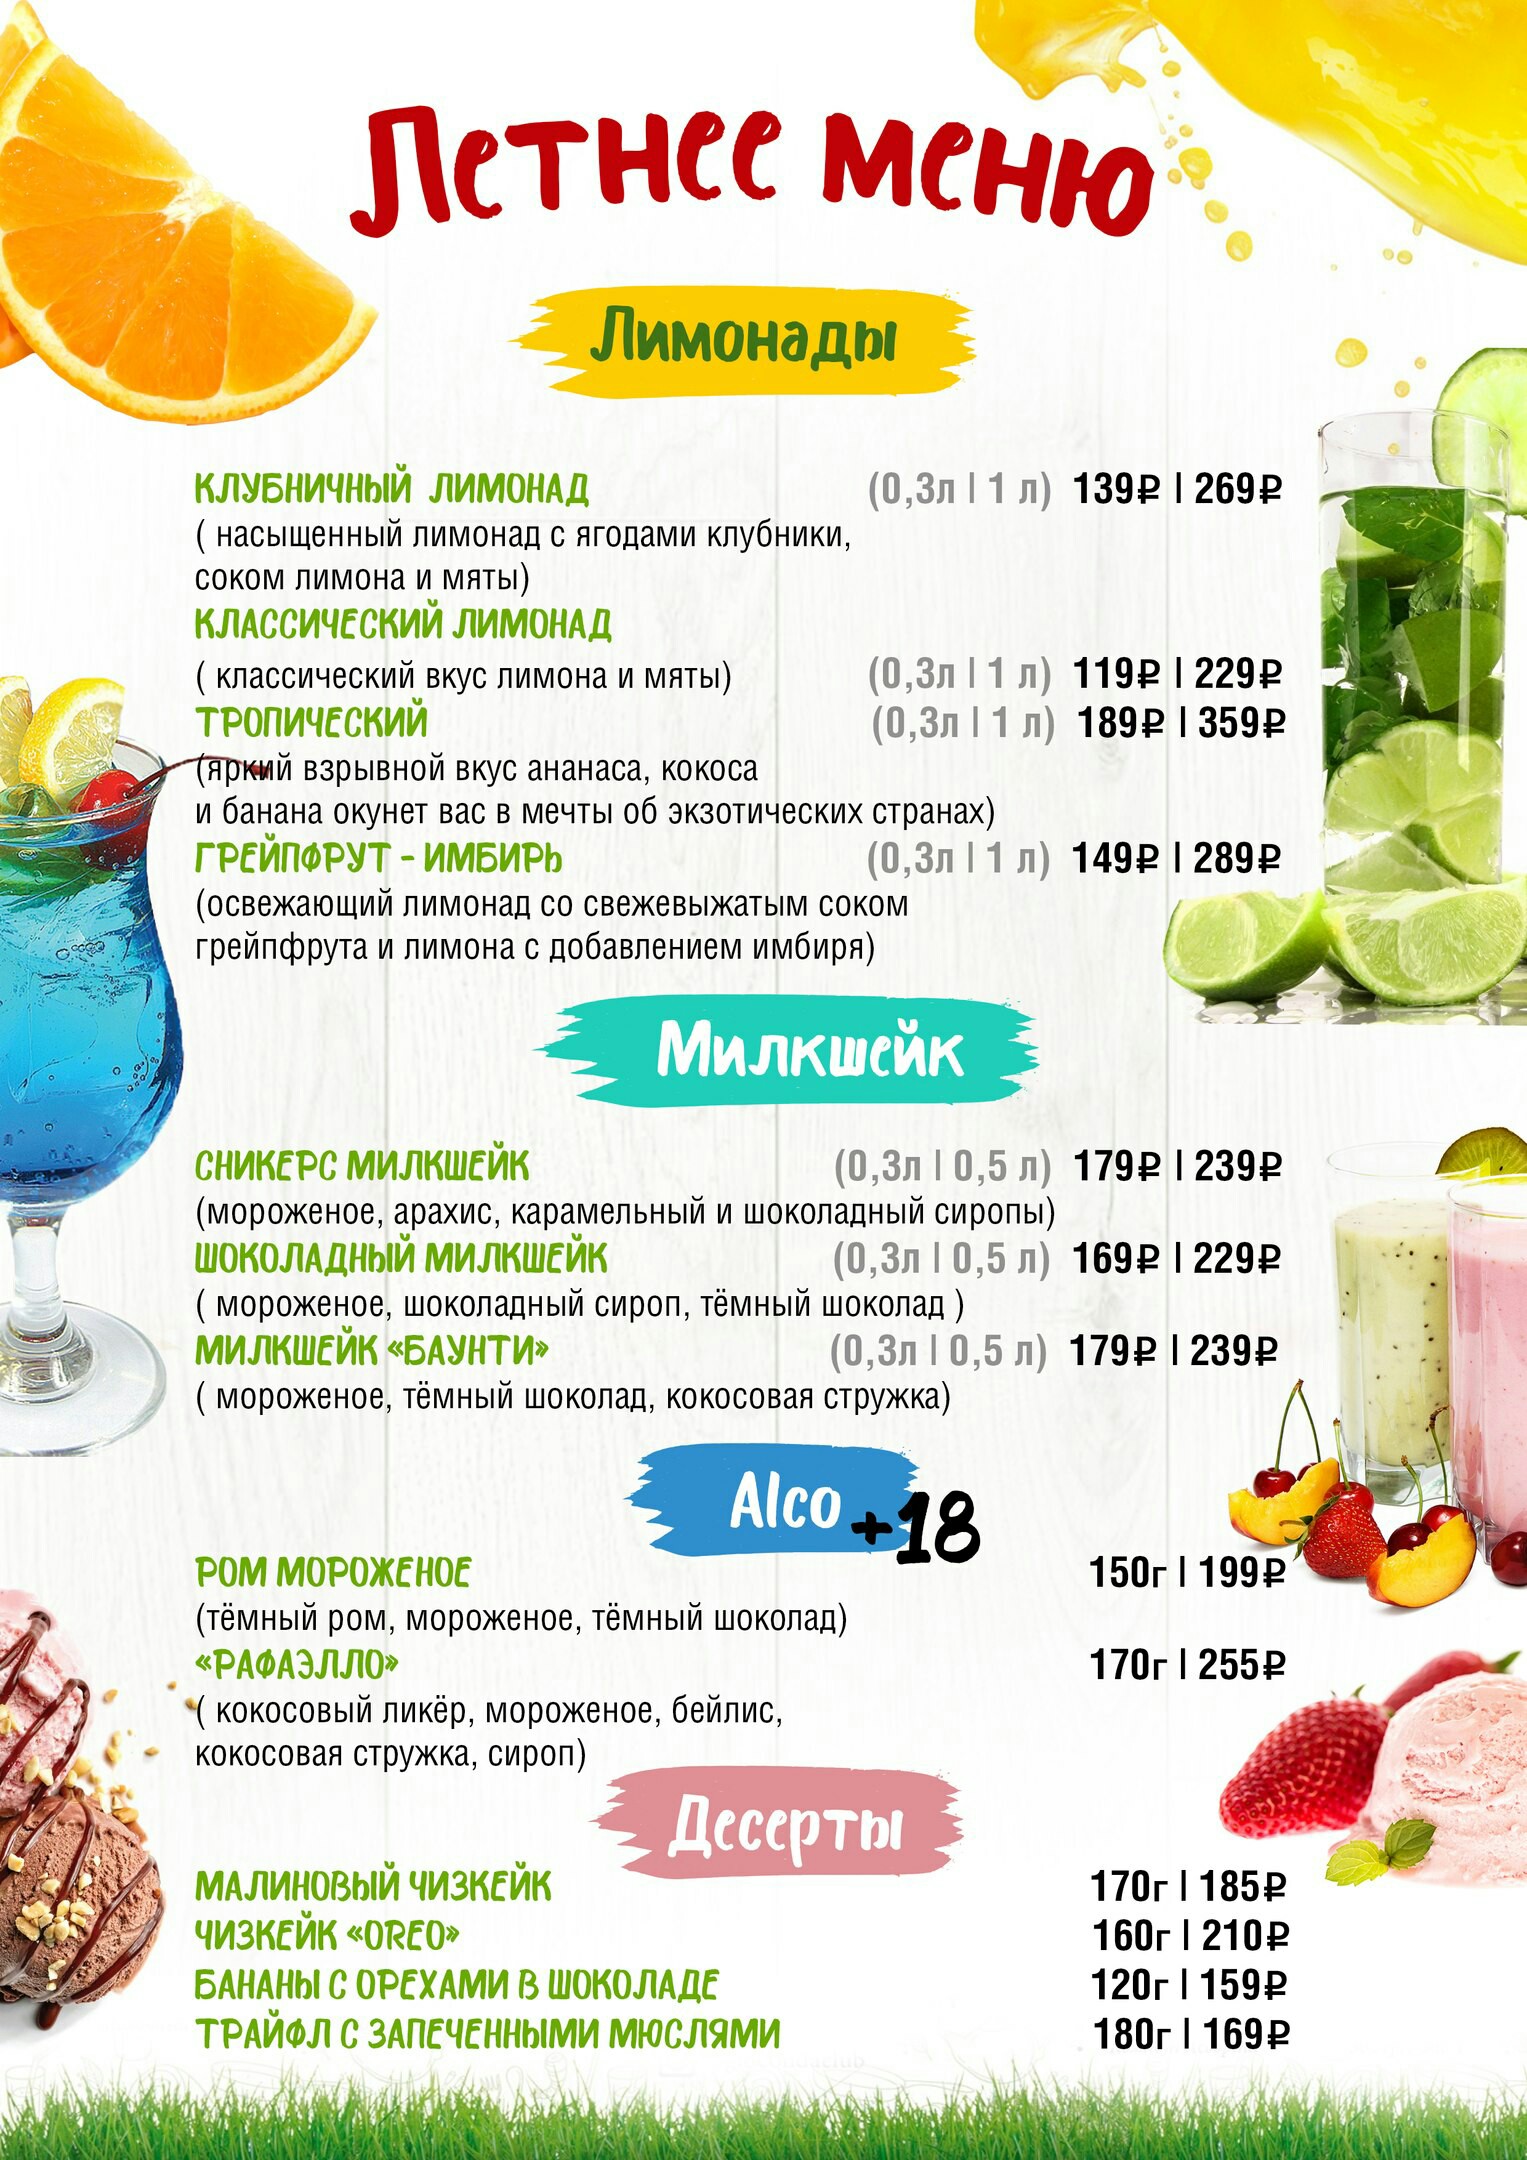 Летнее меню
Лимонады
КЛУБНИЧНЫЙ ЛИМОНАД (0,3л | 1 л) 139₽ | 269₽
( насыщенный лимонад с ягодами клубники,
соком лимона и мяты)
КЛАССИЧЕСКИЙ ЛИМОНАД
( классический вкус лимона и мяты) (0,3л | 1 л) 119₽ | 229₽
ТРОПИЧЕСКИЙ (0,3л | 1 л) 189₽ | 359₽
(яркий взрывной вкус ананаса, кокоса
и банана окунет вас в мечты об экзотических странах)
ГРЕЙПФРУТ - ИМБИРЬ (0,3л | 1 л) 149₽ | 289₽
(освежающий лимонад со свежевыжатым соком
грейпфрута и лимона с добавлением имбиря)
Милкшейк
СНИКЕРС МИЛКШЕЙК (0,3л | 0,5 л) 179₽ | 239₽
(мороженое, арахис, карамельный и шоколадный сиропы)
ШОКОЛАДНЫЙ МИЛКШЕЙК (0,3л | 0,5 л) 169₽ | 229₽
( мороженое, шоколадный сироп, тёмный шоколад )
МИЛКШЕЙК «БАУНТИ» (0,3л | 0,5 л) 179₽ | 239₽
( мороженое, тёмный шоколад, кокосовая стружка)
Alco +18
РОМ МОРОЖЕНОЕ 150г | 199₽
(тёмный ром, мороженое, тёмный шоколад)
«РАФАЭЛЛО» 170г | 255₽
( кокосовый ликёр, мороженое, бейлис,
кокосовая стружка, сироп)
Десерты
МАЛИНОВЫЙ ЧИЗКЕЙК 170г | 185₽
ЧИЗКЕЙК «OREO» 160г | 210₽
БАНАНЫ С ОРЕХАМИ В ШОКОЛАДЕ 120г | 159₽
ТРАЙФЛ С ЗАПЕЧЕННЫМИ МЮСЛЯМИ 180г | 169₽